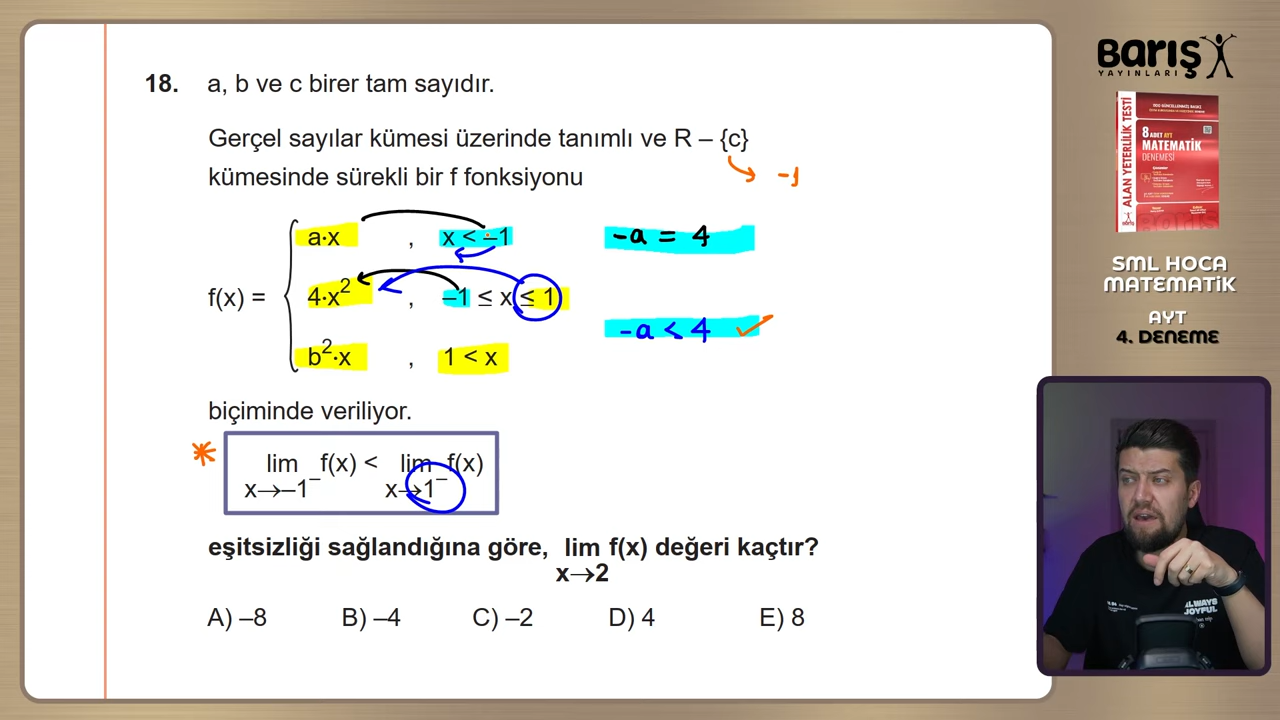 18. a, b ve c birer tam sayıdır.
Gerçel sayılar kümesi üzerinde tanımlı ve R – {c}
kümesinde sürekli bir f fonksiyonu
-1
f(x) =
a·x , x < –1
4·x² , –1 ≤ x ≤ 1
b²·x , 1 < x
-a = 4
-a < 4 ✓
biçiminde veriliyor.
* lim x→–1⁻ f(x) < lim x→1⁻ f(x)
eşitsizliği sağlandığına göre, lim x→2 f(x) değeri kaçtır?
A) –8 B) –4 C) –2 D) 4 E) 8
BARIŞ
YAYINLARI
ALAN YETERLİLİK TESTİ
8 ADET AYT
MATEMATİK
DENEMESİ
SML HOCA
MATEMATİK
AYT
4. DENEME
ALWAYS
JOYFUL